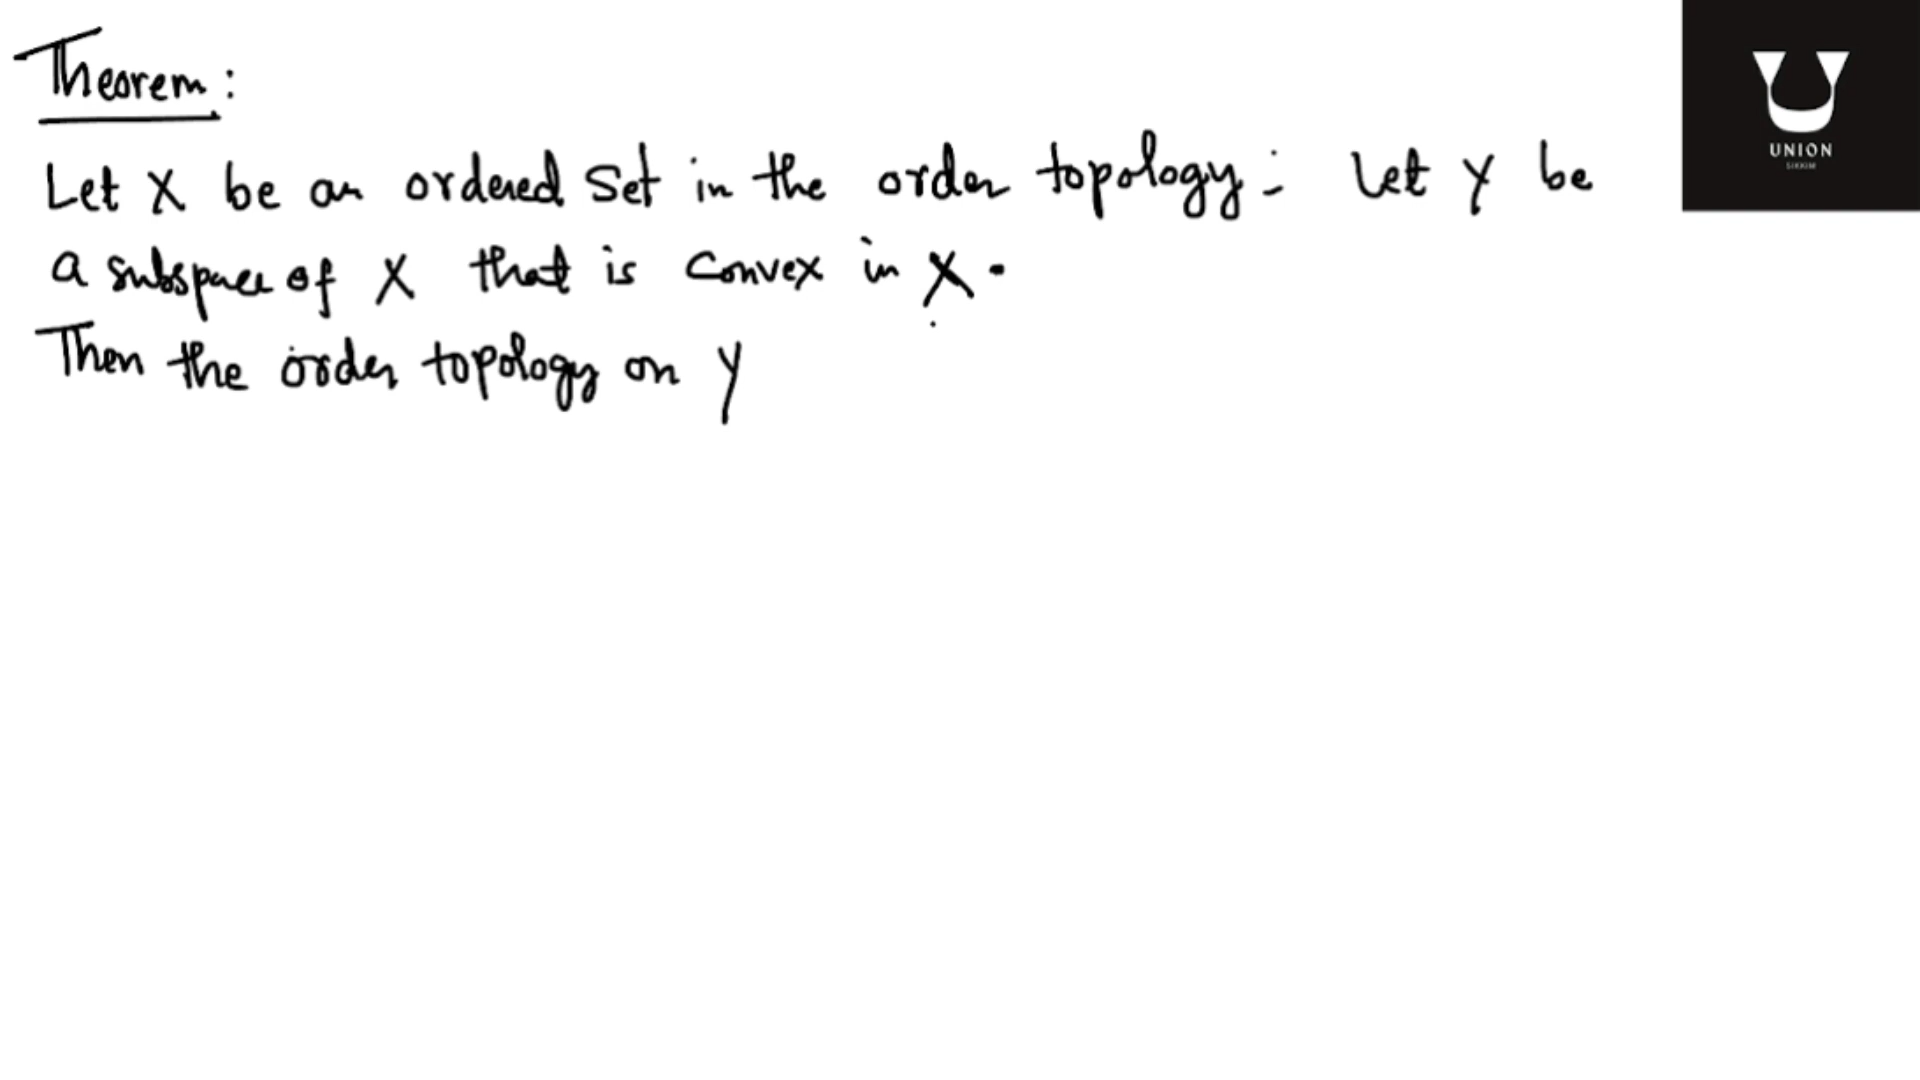 Theorem:
Let X be an ordered set in the order topology. Let Y be
a subspace of X that is convex in X.
Then the order topology on Y
UNION
SIKKIM